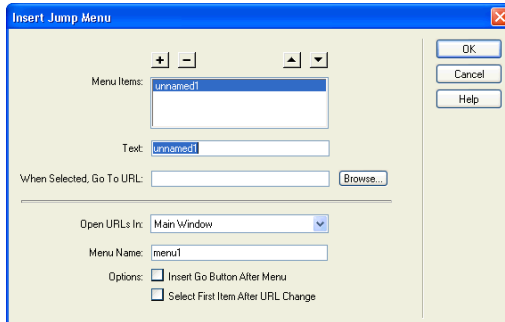 Insert Jump Menu
OK
Menu Items:
unnamed1
Cancel
Help
Text:
unnamed1
When Selected, Go To URL:
Browse...
Open URLs In:
Main Window
Menu Name:
menu1
Options:
Insert Go Button After Menu
Select First Item After URL Change